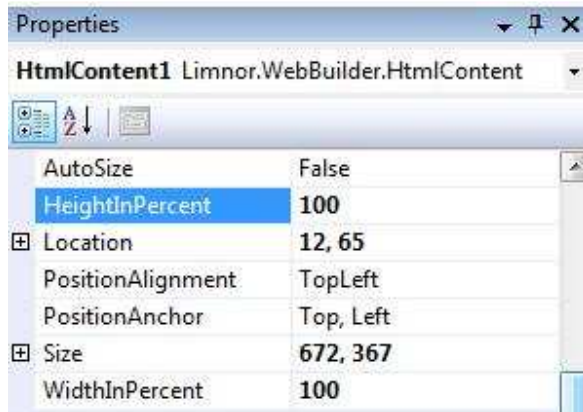 Properties
HtmlContent1 Limnor.WebBuilder.HtmlContent
AutoSize False
HeightInPercent 100
Location 12, 65
PositionAlignment TopLeft
PositionAnchor Top, Left
Size 672, 367
WidthInPercent 100